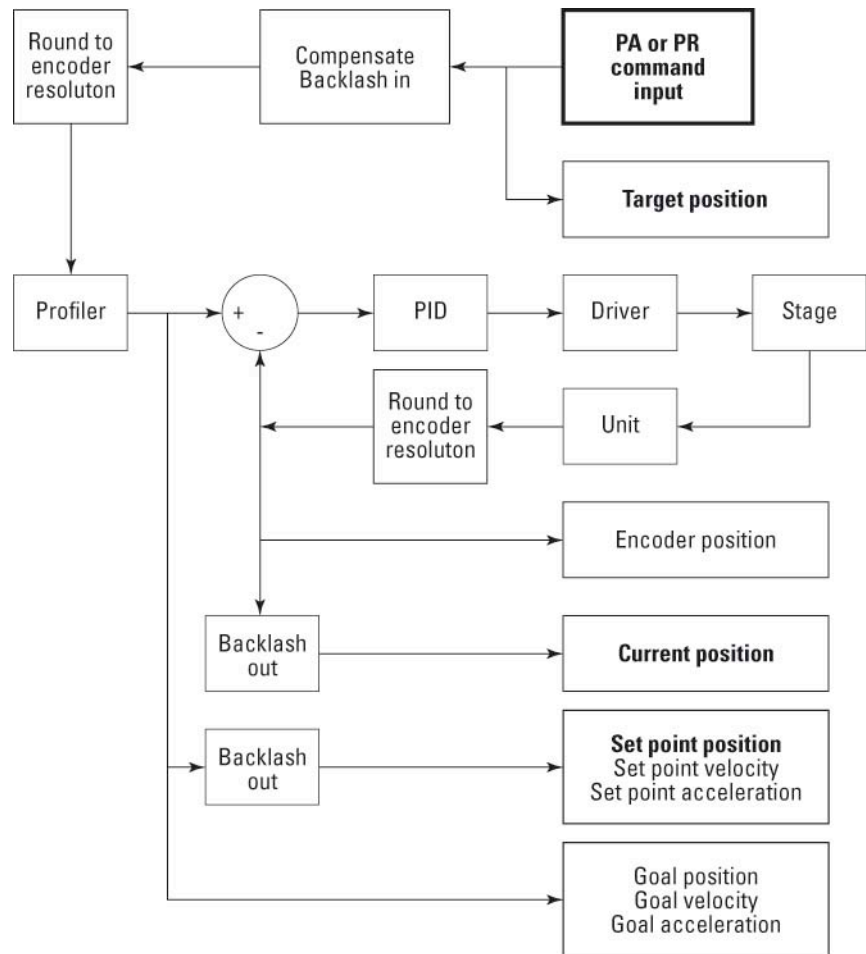 Round to
encoder
resoluton
Compensate
Backlash in
PA or PR
command
input
Target position
Profiler
+
-
PID
Driver
Stage
Round to
encoder
resoluton
Unit
Encoder position
Backlash
out
Current position
Backlash
out
Set point position
Set point velocity
Set point acceleration
Goal position
Goal velocity
Goal acceleration